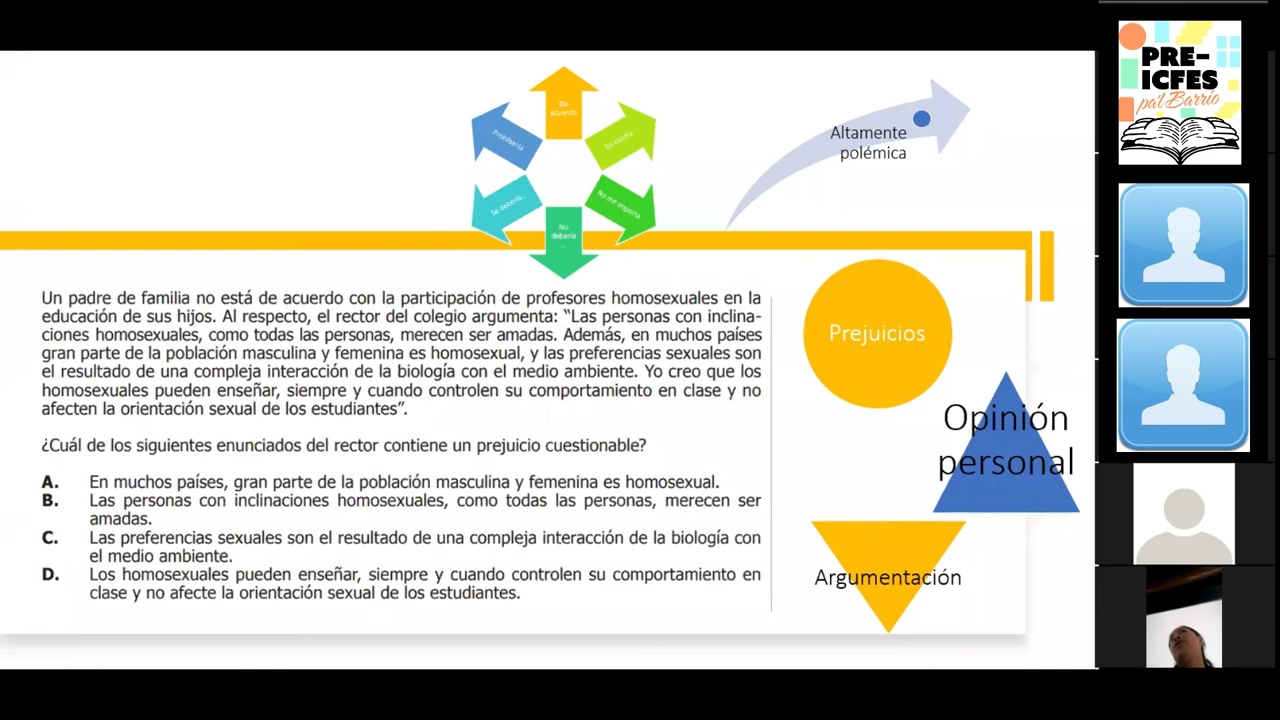 De
acuerdo
Prohibiría
En contra
Se debería...
No me importa
No
debería
...
Altamente
polémica
PRE-
ICFES
pa'l Barrio
Un padre de familia no está de acuerdo con la participación de profesores homosexuales en la
educación de sus hijos. Al respecto, el rector del colegio argumenta: “Las personas con inclina-
ciones homosexuales, como todas las personas, merecen ser amadas. Además, en muchos países
gran parte de la población masculina y femenina es homosexual, y las preferencias sexuales son
el resultado de una compleja interacción de la biología con el medio ambiente. Yo creo que los
homosexuales pueden enseñar, siempre y cuando controlen su comportamiento en clase y no
afecten la orientación sexual de los estudiantes”.
¿Cuál de los siguientes enunciados del rector contiene un prejuicio cuestionable?
A. En muchos países, gran parte de la población masculina y femenina es homosexual.
B. Las personas con inclinaciones homosexuales, como todas las personas, merecen ser
amadas.
C. Las preferencias sexuales son el resultado de una compleja interacción de la biología con
el medio ambiente.
D. Los homosexuales pueden enseñar, siempre y cuando controlen su comportamiento en
clase y no afecte la orientación sexual de los estudiantes.
Prejuicios
Opinión
personal
Argumentación